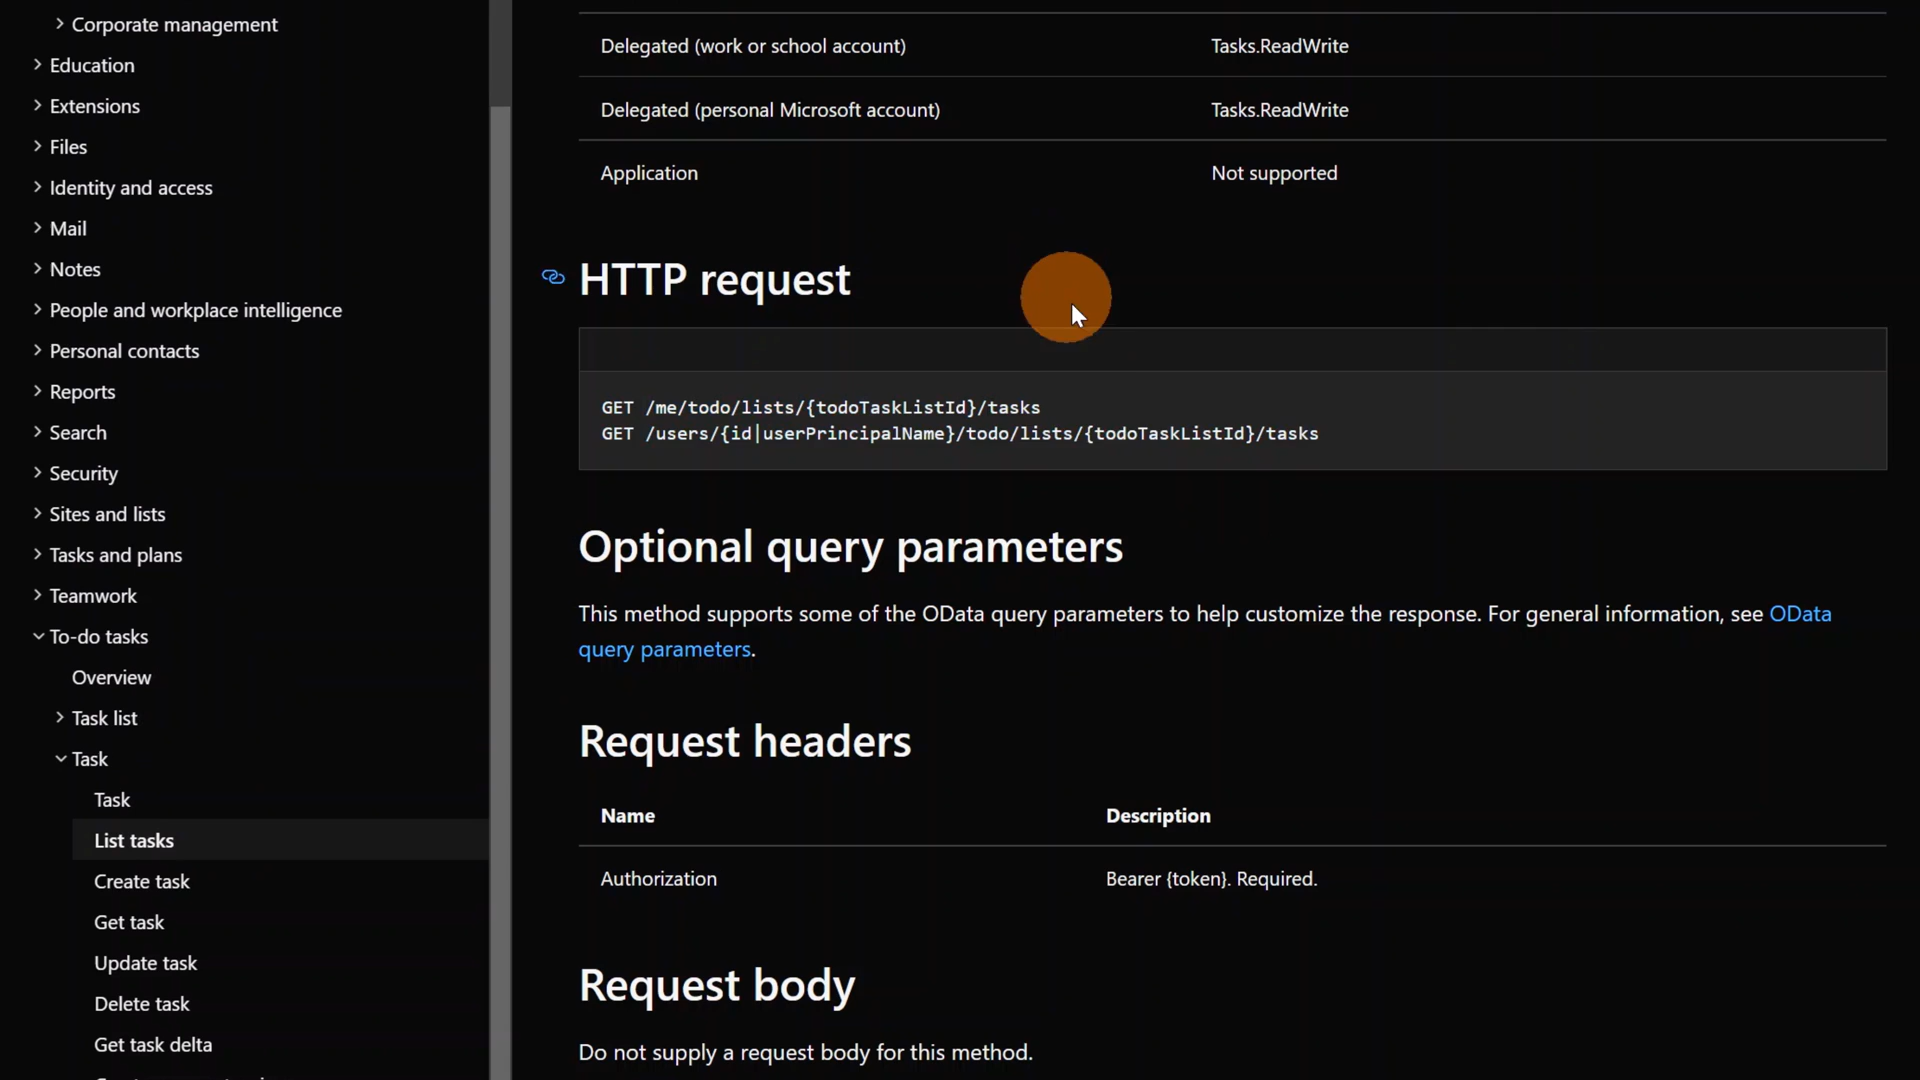 Corporate management
Education
Extensions
Files
Identity and access
Mail
Notes
People and workplace intelligence
Personal contacts
Reports
Search
Security
Sites and lists
Tasks and plans
Teamwork
To-do tasks
Overview
Task list
Task
Task
List tasks
Create task
Get task
Update task
Delete task
Get task delta
Delegated (work or school account) Tasks.ReadWrite
Delegated (personal Microsoft account) Tasks.ReadWrite
Application Not supported
HTTP request
GET /me/todo/lists/{todoTaskListId}/tasks
GET /users/{id|userPrincipalName}/todo/lists/{todoTaskListId}/tasks
Optional query parameters
This method supports some of the OData query parameters to help customize the response. For general information, see OData
query parameters.
Request headers
Name Description
Authorization Bearer {token}. Required.
Request body
Do not supply a request body for this method.